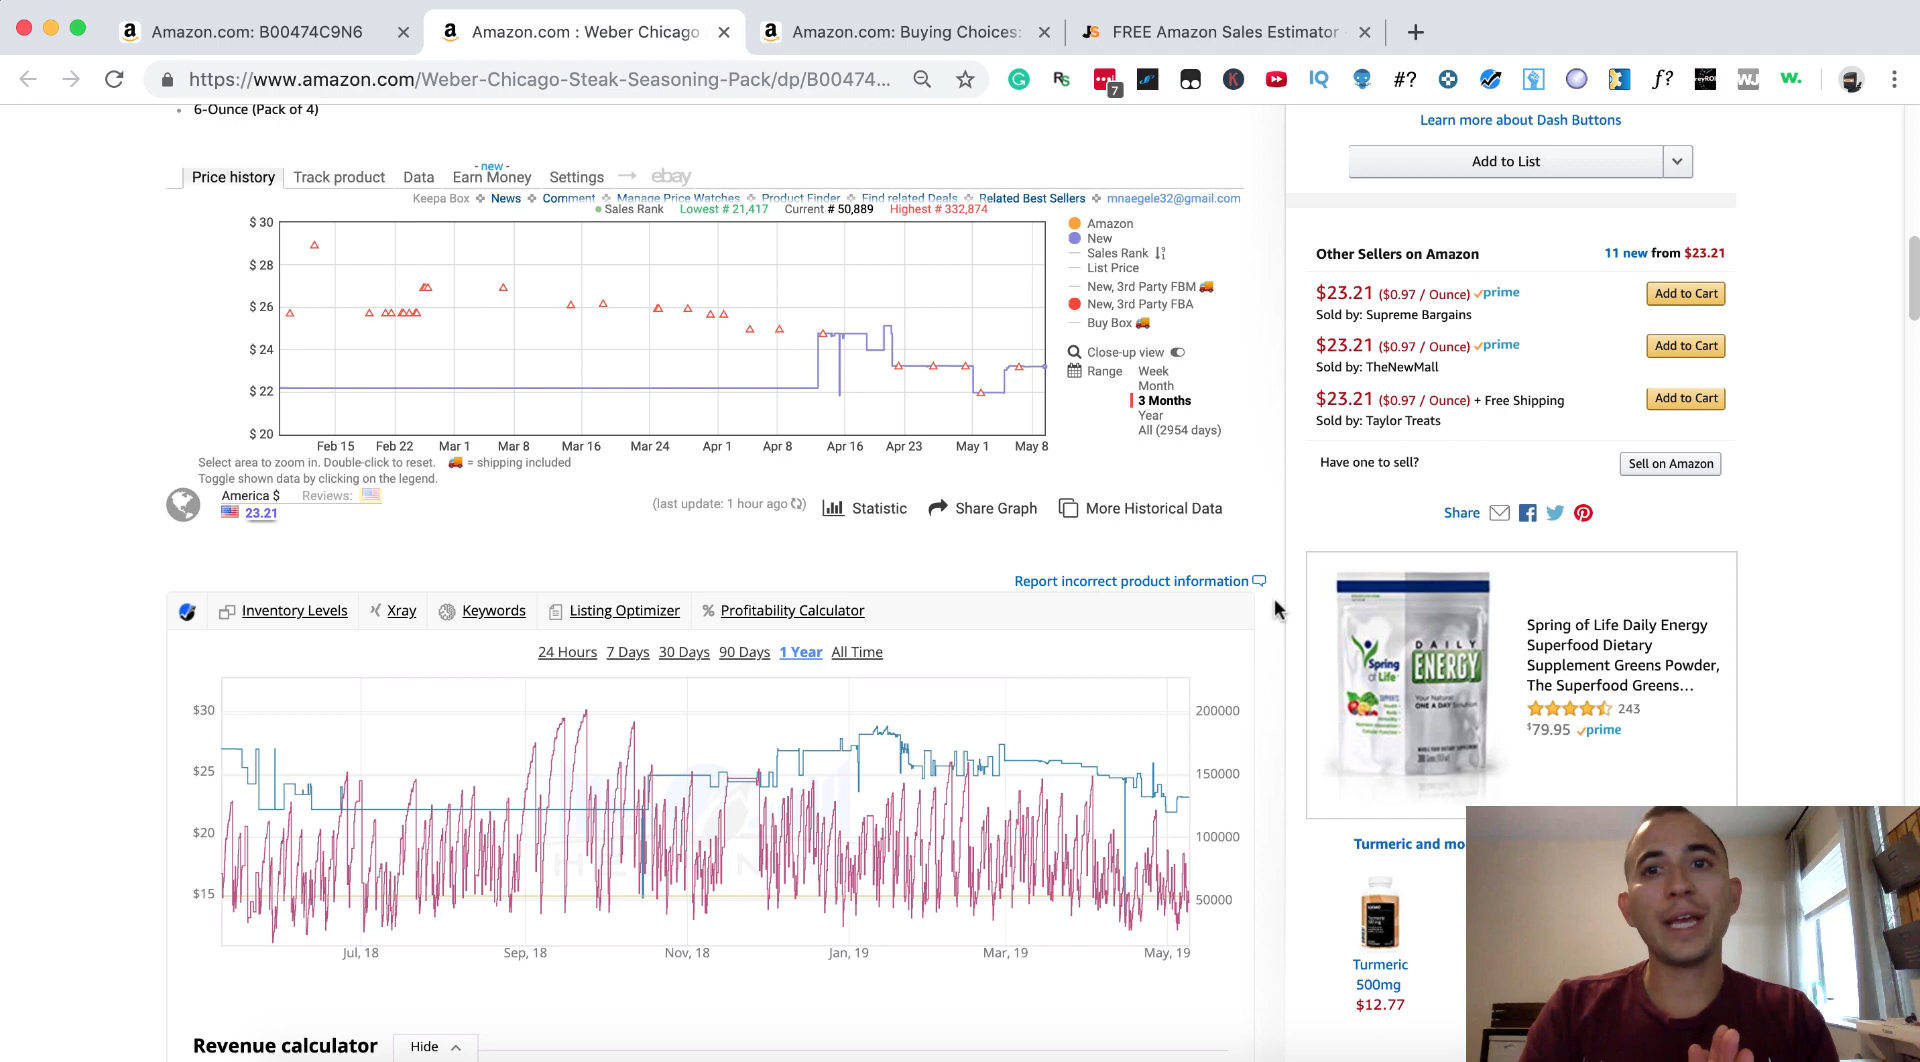 Amazon.com: B00474C9N6
Amazon.com : Weber Chicago
Amazon.com: Buying Choices:
FREE Amazon Sales Estimator
https://www.amazon.com/Weber-Chicago-Steak-Seasoning-Pack/dp/B00474...
7
IQ
#?
f?
w.
6-Ounce (Pack of 4)
- new -
Price history Track product Data Earn Money Settings ebay
Keepa Box News Comment Manage Price Watches Product Finder Find related Deals Related Best Sellers mnaegele32@gmail.com
Sales Rank Lowest # 21,417 Current # 50,889 Highest # 332,874
$ 30
$ 28
$ 26
$ 24
$ 22
$ 20
Feb 15 Feb 22 Mar 1 Mar 8 Mar 16 Mar 24 Apr 1 Apr 8 Apr 16 Apr 23 May 1 May 8
Amazon
New
Sales Rank
List Price
New, 3rd Party FBM
New, 3rd Party FBA
Buy Box
Close-up view
Range Week
Month
3 Months
Year
All (2954 days)
Select area to zoom in. Double-click to reset. = shipping included
Toggle shown data by clicking on the legend.
America $ Reviews:
23.21
(last update: 1 hour ago)
Statistic Share Graph More Historical Data
Report incorrect product information
Inventory Levels Xray Keywords Listing Optimizer Profitability Calculator
24 Hours 7 Days 30 Days 90 Days 1 Year All Time
$30
$25
$20
$15
200000
150000
100000
50000
Jul, 18 Sep, 18 Nov, 18 Jan, 19 Mar, 19 May, 19
Revenue calculator Hide
Learn more about Dash Buttons
Add to List
Other Sellers on Amazon 11 new from $23.21
$23.21 ($0.97 / Ounce) prime Add to Cart
Sold by: Supreme Bargains
$23.21 ($0.97 / Ounce) prime Add to Cart
Sold by: TheNewMall
$23.21 ($0.97 / Ounce) + Free Shipping Add to Cart
Sold by: Taylor Treats
Have one to sell? Sell on Amazon
Share
Spring of Life
DAILY
ENERGY
Spring of Life Daily Energy
Superfood Dietary
Supplement Greens Powder,
The Superfood Greens...
243
$79.95 prime
Turmeric and mo
Turmeric
500mg
$12.77